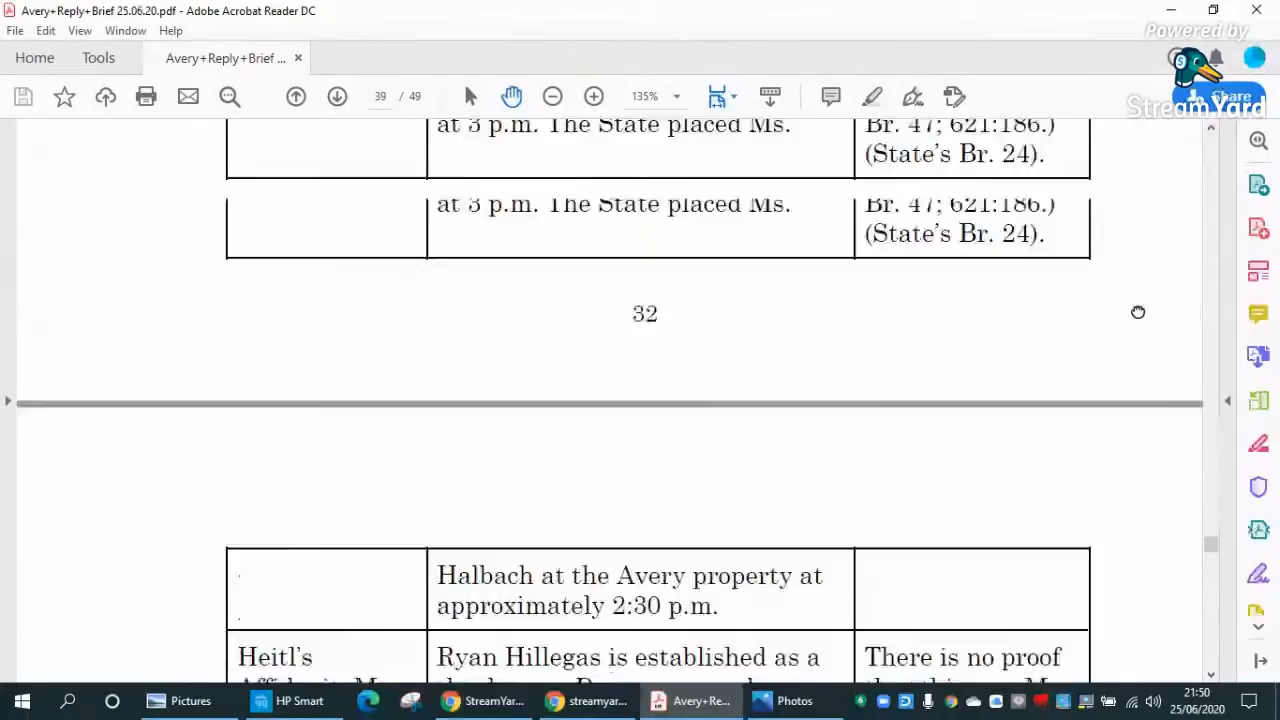 Avery+Reply+Brief 25.06.20.pdf - Adobe Acrobat Reader DC
File Edit View Window Help
Powered by
Home Tools Avery+Reply+Brief ... ×
39 / 49 135% Share
StreamYard
at 3 p.m. The State placed Ms. Br. 47; 621:186.)
(State's Br. 24).
at 3 p.m. The State placed Ms. Br. 47; 621:186.)
(State's Br. 24).
32
Halbach at the Avery property at
approximately 2:30 p.m.
Heitl's Ryan Hillegas is established as a There is no proof
Pictures HP Smart StreamYar... streamyar... Avery+Re... Photos 21:50
25/06/2020